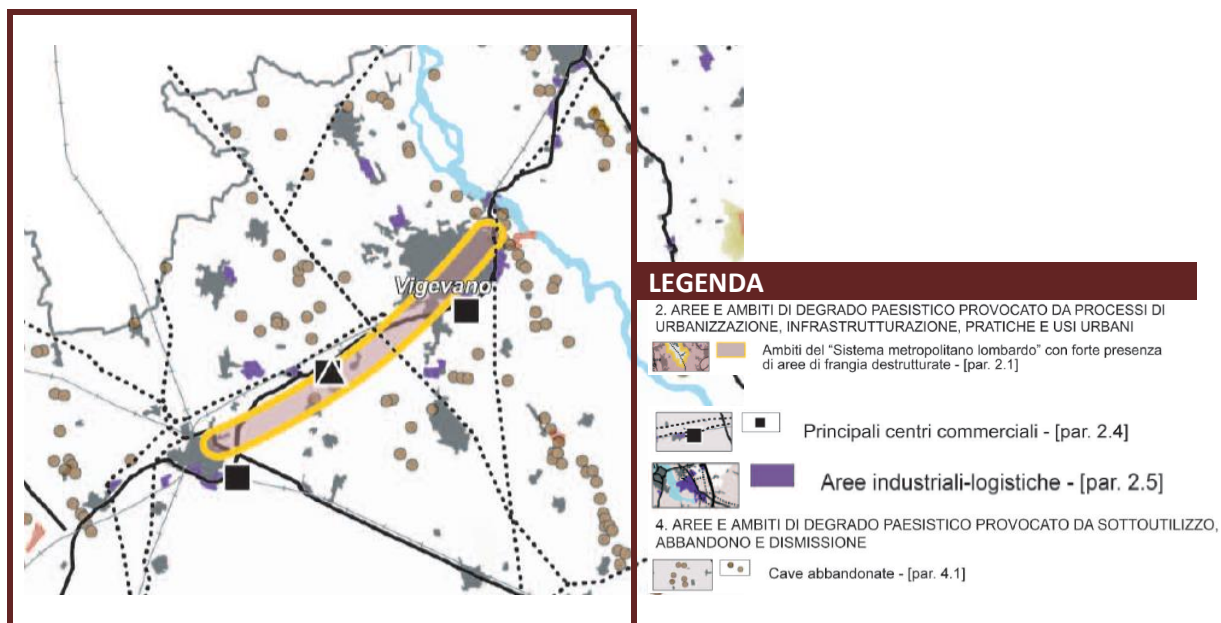 Vigevano
LEGENDA
2. AREE E AMBITI DI DEGRADO PAESISTICO PROVOCATO DA PROCESSI DI
URBANIZZAZIONE, INFRASTRUTTURAZIONE, PRATICHE E USI URBANI
Ambiti del "Sistema metropolitano lombardo" con forte presenza
di aree di frangia destrutturate - [par. 2.1]
Principali centri commerciali - [par. 2.4]
Aree industriali-logistiche - [par. 2.5]
4. AREE E AMBITI DI DEGRADO PAESISTICO PROVOCATO DA SOTTOUTILIZZO,
ABBANDONO E DISMISSIONE
Cave abbandonate - [par. 4.1]